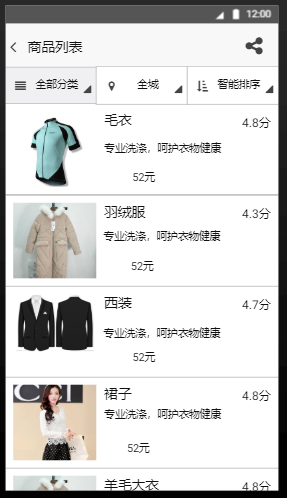 12:00
商品列表
全部分类 全城 智能排序
毛衣 4.8分
专业洗涤，呵护衣物健康
52元
羽绒服 4.3分
专业洗涤，呵护衣物健康
52元
西装 4.7分
专业洗涤，呵护衣物健康
52元
裙子 4.8分
专业洗涤，呵护衣物健康
52元
羊毛大衣 4.8分